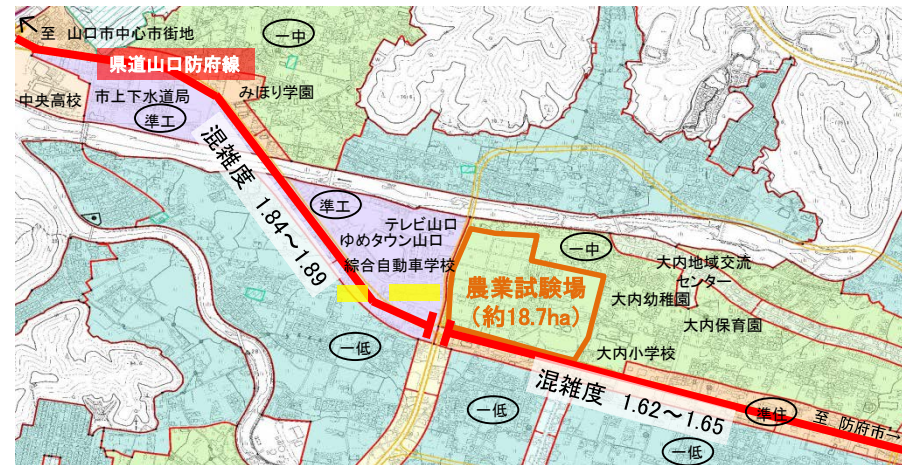 至 山口市中心市街地
一中
県道山口防府線
中央高校
市上下水道局
みほり学園
準工
混雑度 1.84～1.89
準工
テレビ山口
ゆめタウン山口
綜合自動車学校
農業試験場
（約18.7ha）
一中
大内地域交流
センター
大内幼稚園
大内保育園
大内小学校
一低
混雑度 1.62～1.65
一低
準住
至 防府市→
一低